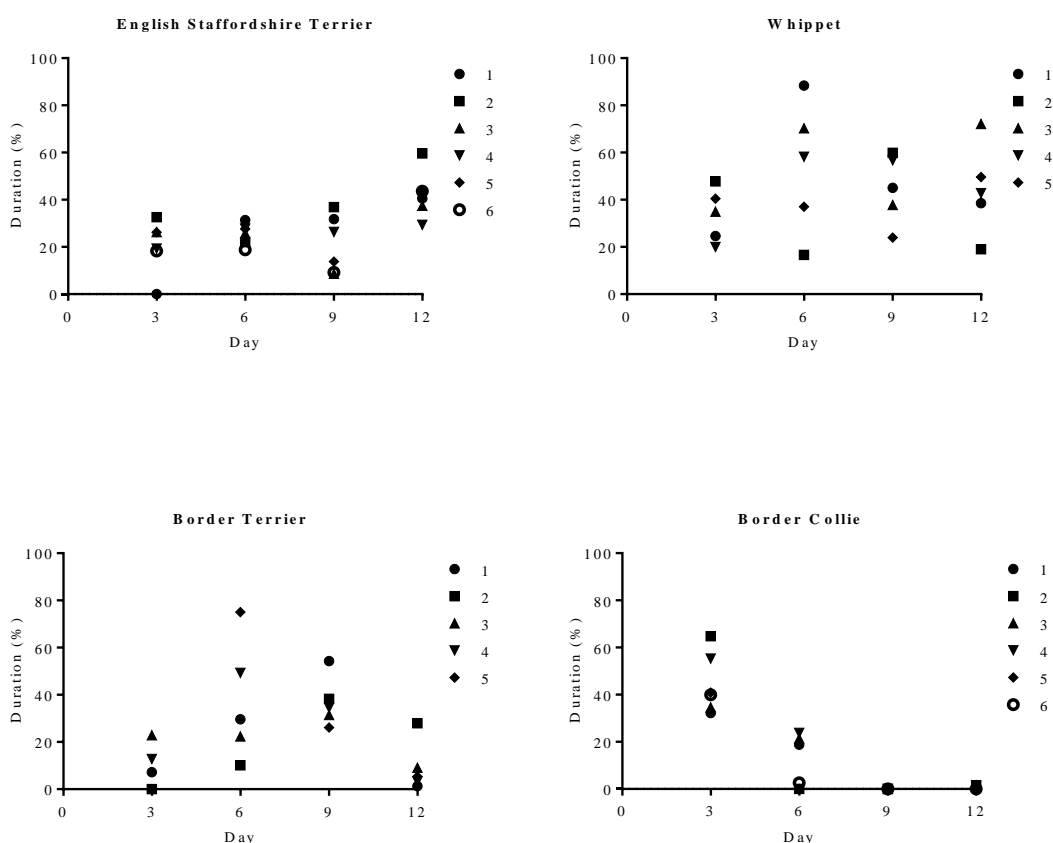 English Staffordshire Terrier
100
80
60
40
20
0
Duration (%)
0 3 6 9 12
Day
1
2
3
4
5
6
Whippet
100
80
60
40
20
0
Duration (%)
0 3 6 9 12
Day
1
2
3
4
5
Border Terrier
100
80
60
40
20
0
Duration (%)
0 3 6 9 12
Day
1
2
3
4
5
Border Collie
100
80
60
40
20
0
Duration (%)
0 3 6 9 12
Day
1
2
3
4
5
6